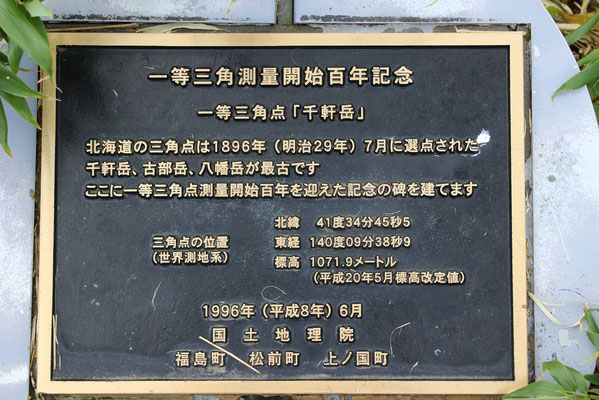 一等三角測量開始百年記念
一等三角点「千軒岳」
北海道の三角点は1896年（明治29年）7月に選点された
千軒岳、古部岳、八幡岳が最古です
ここに一等三角点測量開始百年を迎えた記念の碑を建てます
北緯 41度34分45秒5
三角点の位置 東経 140度09分38秒9
（世界測地系） 標高 1071.9メートル
（平成20年5月標高改定値）
1996年（平成8年）6月
国土地理院
福島町 松前町 上ノ国町